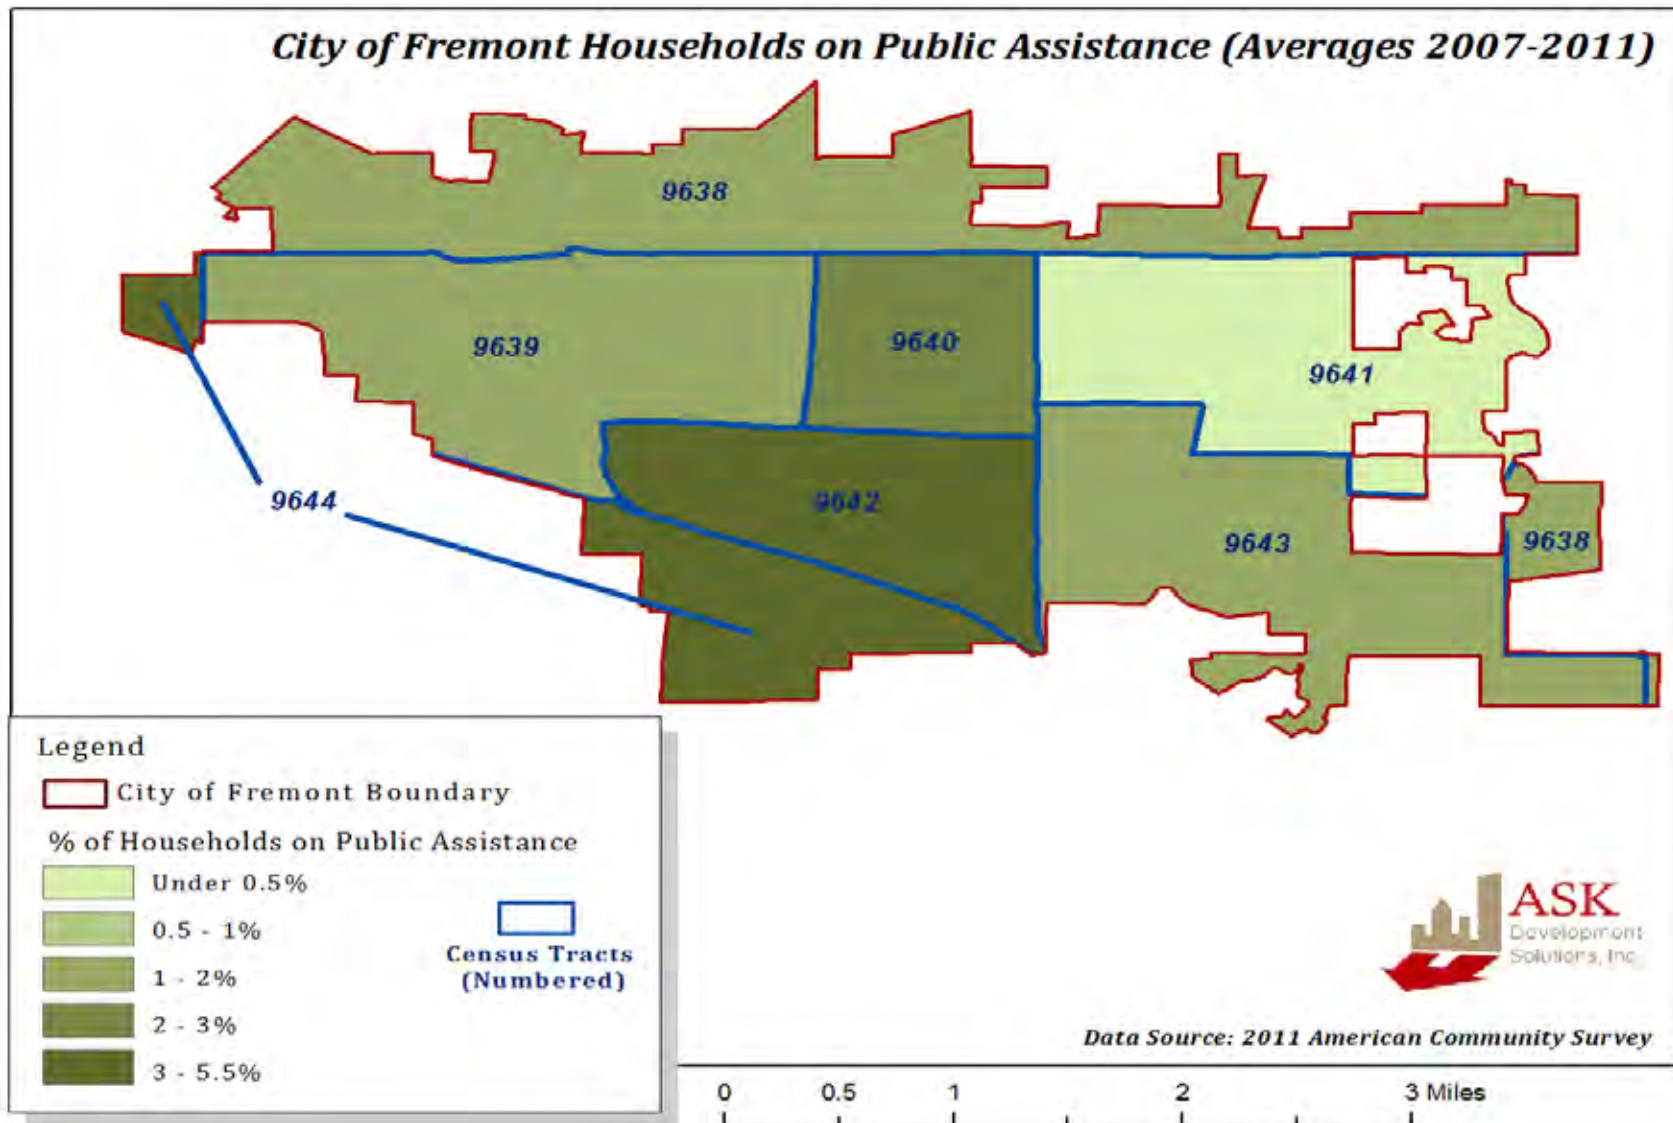 City of Fremont Households on Public Assistance (Averages 2007-2011)
9638
9639
9640
9641
9644
9642
9643
9638
Legend
City of Fremont Boundary
% of Households on Public Assistance
Under 0.5%
0.5 - 1%
1 - 2%
2 - 3%
3 - 5.5%
Census Tracts
(Numbered)
ASK
Development
Solutions, Inc
Data Source: 2011 American Community Survey
0 0.5 1 2 3 Miles